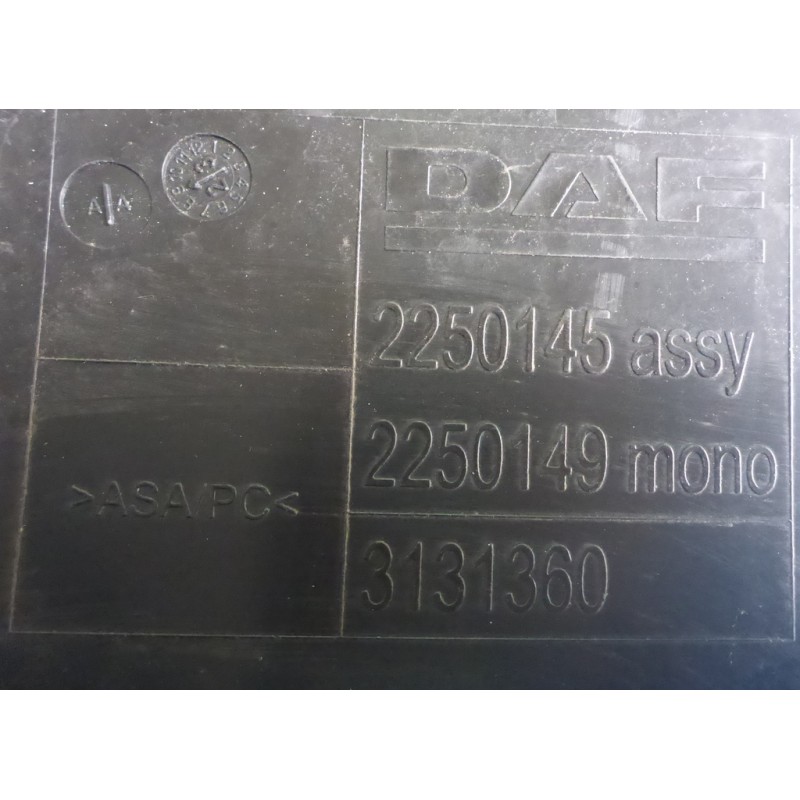 A A
DAF
2250145 assy
2250149 mono
>ASA/PC<
3131360